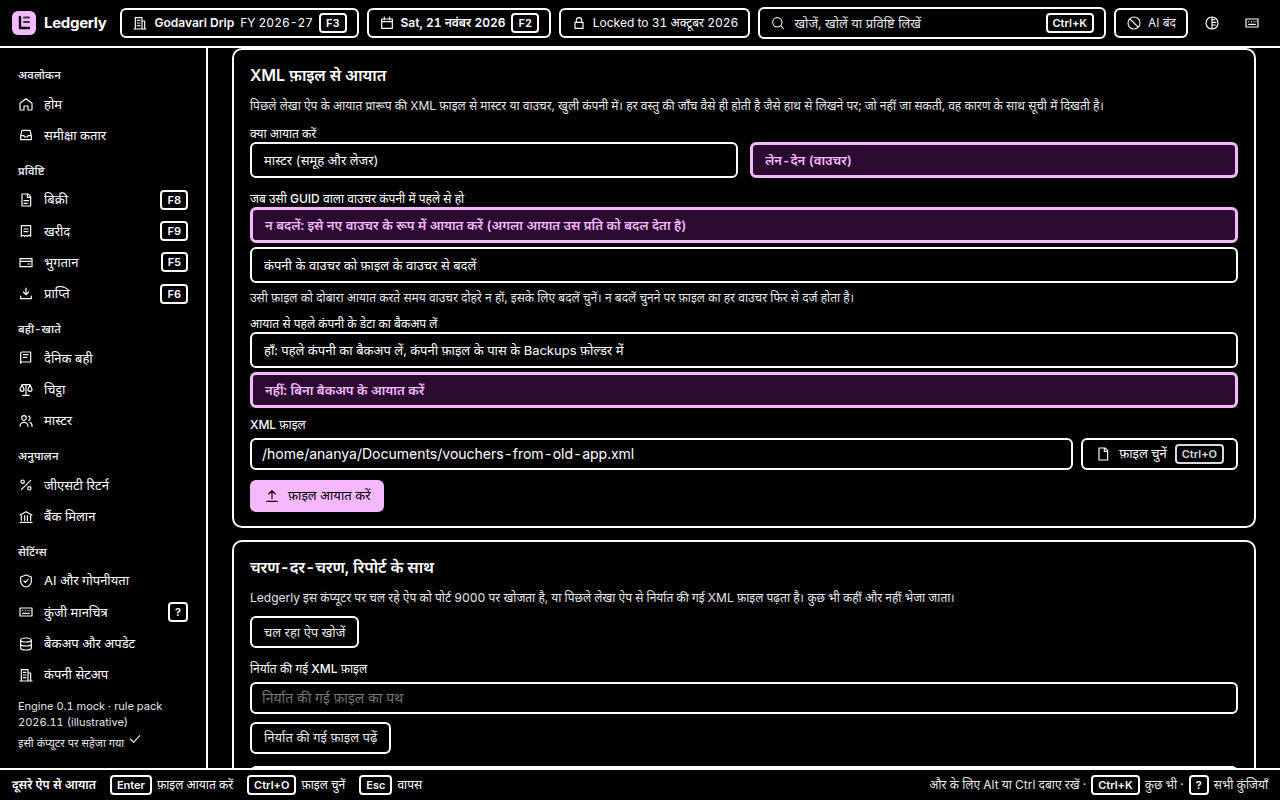 Ledgerly
Godavari Drip FY 2026-27 F3
Sat, 21 नवंबर 2026 F2
Locked to 31 अक्टूबर 2026
खोजें, खोलें या प्रविष्टि लिखें Ctrl+K
AI बंद
अवलोकन
होम
समीक्षा कतार
प्रविष्टि
बिक्री F8
खरीद F9
भुगतान F5
प्राप्ति F6
बही-खाते
दैनिक बही
चिट्ठा
मास्टर
अनुपालन
जीएसटी रिटर्न
बैंक मिलान
सेटिंग्स
AI और गोपनीयता
कुंजी मानचित्र ?
बैकअप और अपडेट
कंपनी सेटअप
Engine 0.1 mock · rule pack
2026.11 (illustrative)
इसी कंप्यूटर पर सहेजा गया
XML फ़ाइल से आयात
पिछले लेखा ऐप के आयात प्रारूप की XML फ़ाइल से मास्टर या वाउचर, खुली कंपनी में। हर वस्तु की जाँच वैसे ही होती है जैसे हाथ से लिखने पर; जो नहीं जा सकती, वह कारण के साथ सूची में दिखती है।
क्या आयात करें
मास्टर (समूह और लेजर)
लेन-देन (वाउचर)
जब उसी GUID वाला वाउचर कंपनी में पहले से हो
न बदलें: इसे नए वाउचर के रूप में आयात करें (अगला आयात उस प्रति को बदल देता है)
कंपनी के वाउचर को फ़ाइल के वाउचर से बदलें
उसी फ़ाइल को दोबारा आयात करते समय वाउचर दोहरे न हों, इसके लिए बदलें चुनें। न बदलें चुनने पर फ़ाइल का हर वाउचर फिर से दर्ज होता है।
आयात से पहले कंपनी के डेटा का बैकअप लें
हाँ: पहले कंपनी का बैकअप लें, कंपनी फ़ाइल के पास के Backups फ़ोल्डर में
नहीं: बिना बैकअप के आयात करें
XML फ़ाइल
/home/ananya/Documents/vouchers-from-old-app.xml
फ़ाइल चुनें Ctrl+O
फ़ाइल आयात करें
चरण-दर-चरण, रिपोर्ट के साथ
Ledgerly इस कंप्यूटर पर चल रहे ऐप को पोर्ट 9000 पर खोजता है, या पिछले लेखा ऐप से निर्यात की गई XML फ़ाइल पढ़ता है। कुछ भी कहीं और नहीं भेजा जाता।
चल रहा ऐप खोजें
निर्यात की गई XML फ़ाइल
निर्यात की गई फ़ाइल का पथ
निर्यात की गई फ़ाइल पढ़ें
दूसरे ऐप से आयात Enter फ़ाइल आयात करें Ctrl+O फ़ाइल चुनें Esc वापस
और के लिए Alt या Ctrl दबाए रखें · Ctrl+K कुछ भी · ? सभी कुंजियाँ